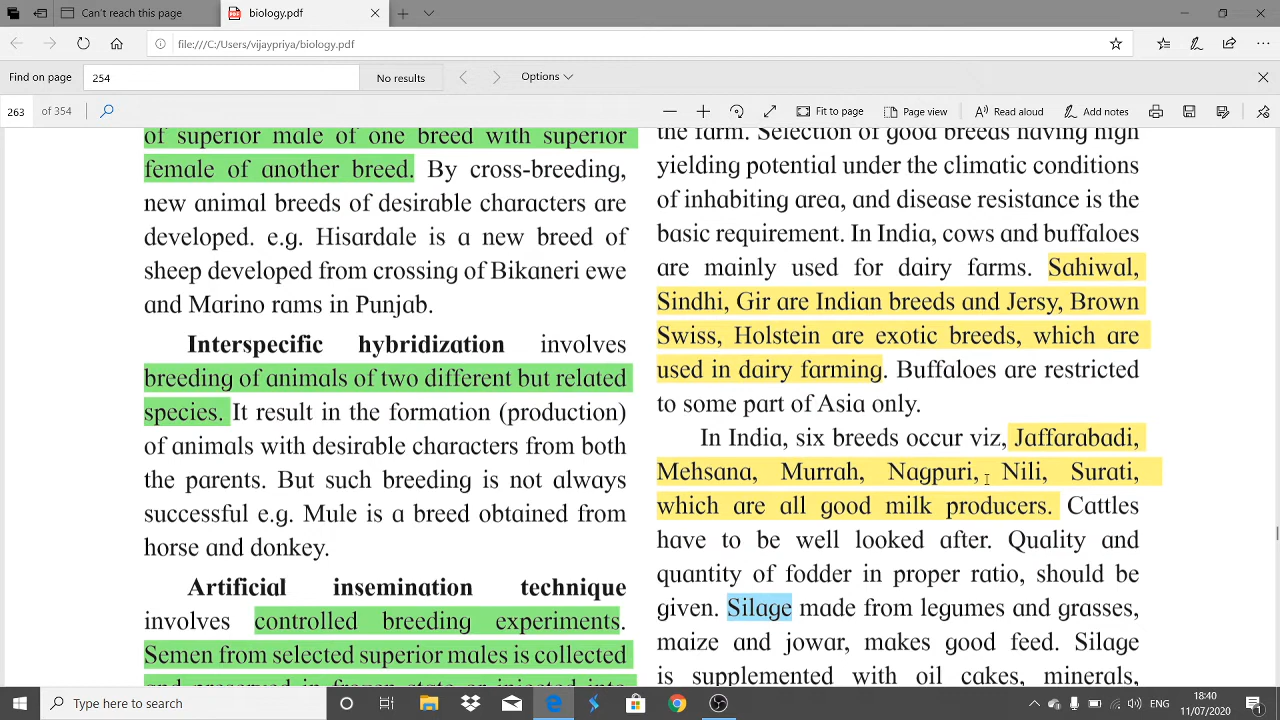 Can't reach this page
biology.pdf
file:///C:/Users/vijaypriya/biology.pdf
Find on page
254
No results
Options
263
of 354
Fit to page
Page view
Read aloud
Add notes
of superior male of one breed with superior
female of another breed. By cross-breeding,
new animal breeds of desirable characters are
developed. e.g. Hisardale is a new breed of
sheep developed from crossing of Bikaneri ewe
and Marino rams in Punjab.
Interspecific hybridization involves
breeding of animals of two different but related
species. It result in the formation (production)
of animals with desirable characters from both
the parents. But such breeding is not always
successful e.g. Mule is a breed obtained from
horse and donkey.
Artificial insemination technique
involves controlled breeding experiments.
Semen from selected superior males is collected
and preserved in frozen state or injected into
the farm. Selection of good breeds having high
yielding potential under the climatic conditions
of inhabiting area, and disease resistance is the
basic requirement. In India, cows and buffaloes
are mainly used for dairy farms. Sahiwal,
Sindhi, Gir are Indian breeds and Jersy, Brown
Swiss, Holstein are exotic breeds, which are
used in dairy farming. Buffaloes are restricted
to some part of Asia only.
In India, six breeds occur viz, Jaffarabadi,
Mehsana, Murrah, Nagpuri, Nili, Surati,
which are all good milk producers. Cattles
have to be well looked after. Quality and
quantity of fodder in proper ratio, should be
given. Silage made from legumes and grasses,
maize and jowar, makes good feed. Silage
is supplemented with oil cakes, minerals,
Type here to search
ENG
18:40
11/07/2020